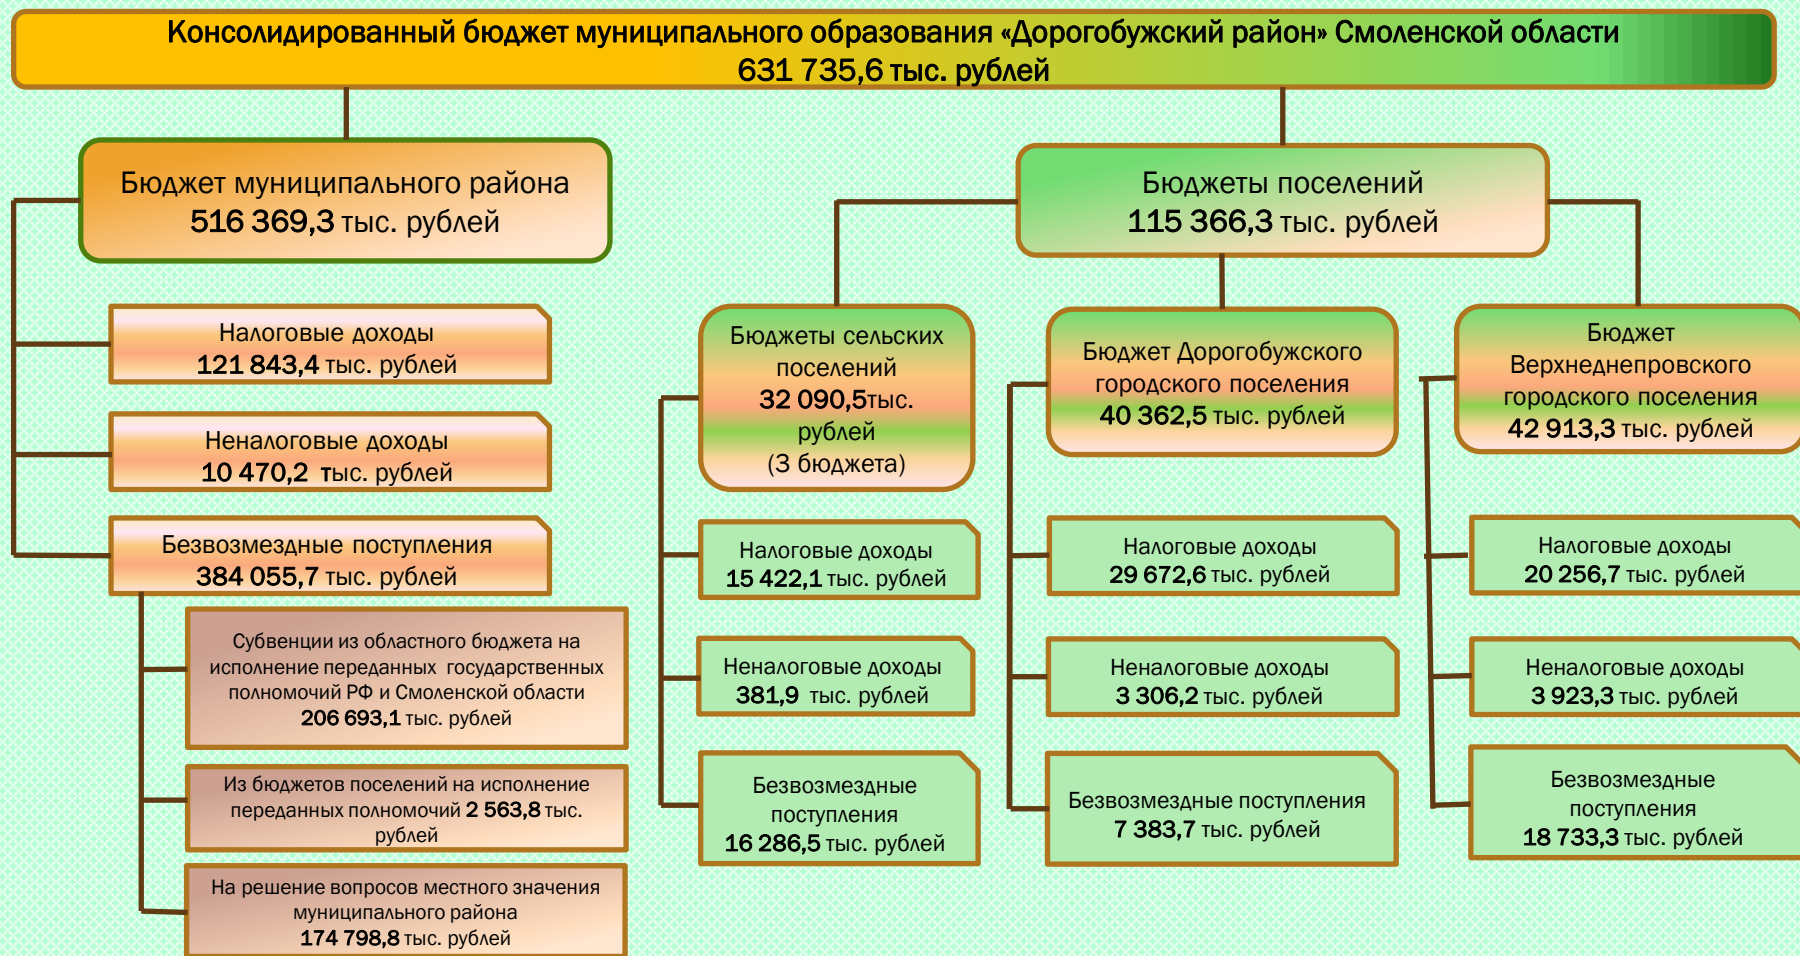 Консолидированный бюджет муниципального образования «Дорогобужский район» Смоленской области
631 735,6 тыс. рублей
Бюджет муниципального района
516 369,3 тыс. рублей
Налоговые доходы
121 843,4 тыс. рублей
Неналоговые доходы
10 470,2 тыс. рублей
Безвозмездные поступления
384 055,7 тыс. рублей
Субвенции из областного бюджета на
исполнение переданных государственных
полномочий РФ и Смоленской области
206 693,1 тыс. рублей
Из бюджетов поселений на исполнение
переданных полномочий 2 563,8 тыс.
рублей
На решение вопросов местного значения
муниципального района
174 798,8 тыс. рублей
Бюджеты поселений
115 366,3 тыс. рублей
Бюджеты сельских
поселений
32 090,5тыс.
рублей
(3 бюджета)
Налоговые доходы
15 422,1 тыс. рублей
Неналоговые доходы
381,9 тыс. рублей
Безвозмездные
поступления
16 286,5 тыс. рублей
Бюджет Дорогобужского
городского поселения
40 362,5 тыс. рублей
Налоговые доходы
29 672,6 тыс. рублей
Неналоговые доходы
3 306,2 тыс. рублей
Безвозмездные поступления
7 383,7 тыс. рублей
Бюджет
Верхнеднепровского
городского поселения
42 913,3 тыс. рублей
Налоговые доходы
20 256,7 тыс. рублей
Неналоговые доходы
3 923,3 тыс. рублей
Безвозмездные
поступления
18 733,3 тыс. рублей